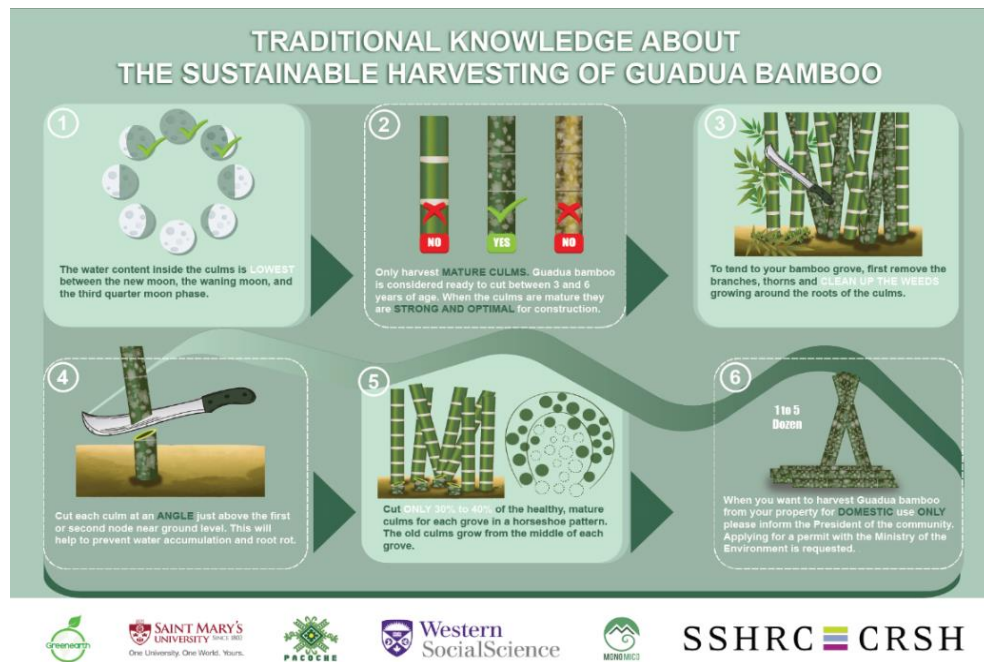 TRADITIONAL KNOWLEDGE ABOUT
THE SUSTAINABLE HARVESTING OF GUADUA BAMBOO
1
The water content inside the culms is LOWEST
between the new moon, the waning moon, and
the third quarter moon phase.
2
NO
YES
NO
Only harvest MATURE CULMS. Guadua bamboo
is considered ready to cut between 3 and 6
years of age. When the culms are mature they
are STRONG AND OPTIMAL for construction.
3
To tend to your bamboo grove, first remove the
branches, thorns and CLEAN UP THE WEEDS
growing around the roots of the culms.
4
Cut each culm at an ANGLE just above the first
or second node near ground level. This will
help to prevent water accumulation and root rot.
5
Cut ONLY 30% to 40% of the healthy, mature
culms for each grove in a horseshoe pattern.
The old culms grow from the middle of each
grove.
6
1 to 5
Dozen
When you want to harvest Guadua bamboo
from your property for DOMESTIC use ONLY
please inform the President of the community.
Applying for a permit with the Ministry of the
Environment is requested.
Greenearth
SAINT MARY'S
UNIVERSITY SINCE 1802
One University. One World. Yours.
PACOCHE
Western
SocialScience
MONOMICO
SSHRC CRSH